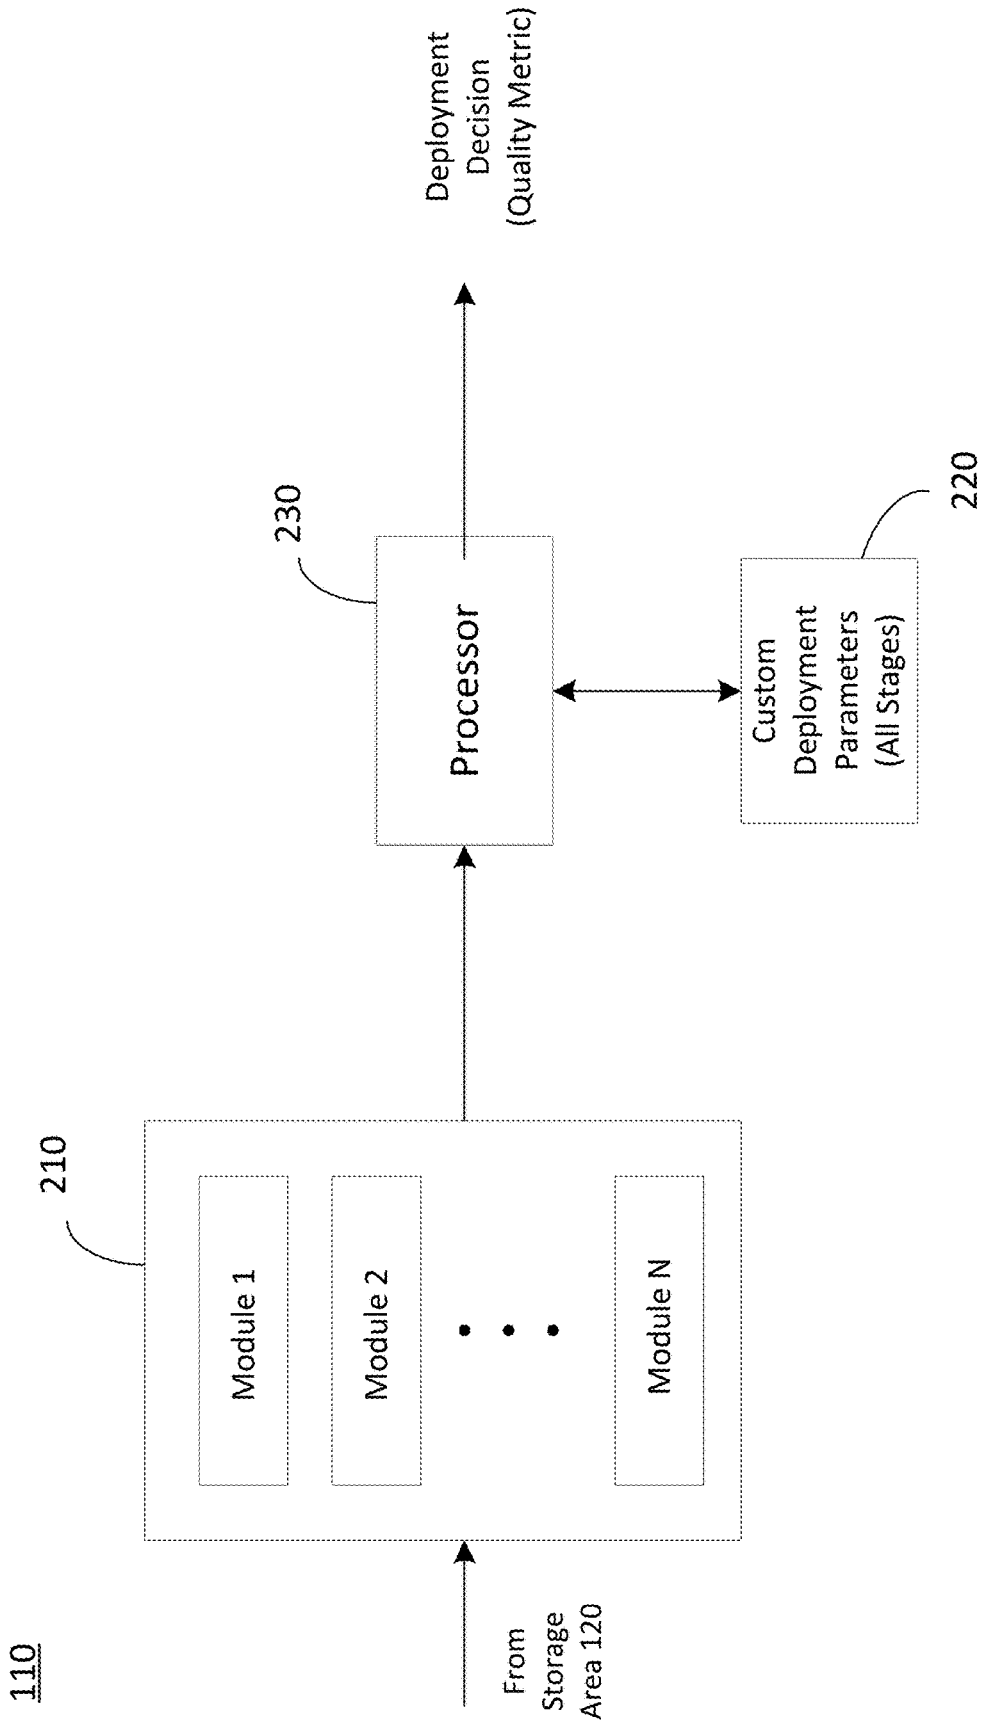 110
210
Module 1
Module 2
Module N
From
Storage
Area 120
230
Processor
Custom
Deployment
Parameters
(All Stages)
220
Deployment
Decision
(Quality Metric)